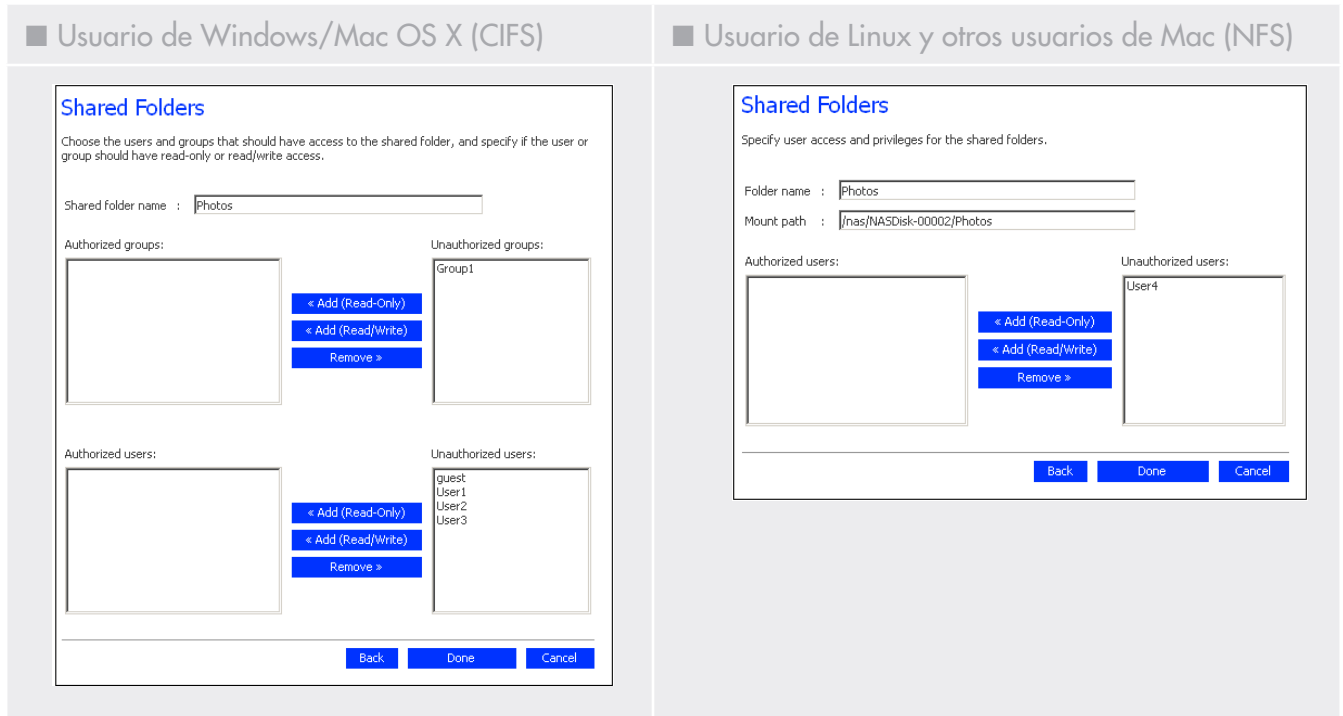 ■ Usuario de Windows/Mac OS X (CIFS)
Shared Folders
Choose the users and groups that should have access to the shared folder, and specify if the user or
group should have read-only or read/write access.
Shared folder name : Photos
Authorized groups:
Unauthorized groups:
Group1
« Add (Read-Only)
« Add (Read/Write)
Remove »
Authorized users:
Unauthorized users:
guest
User1
User2
User3
« Add (Read-Only)
« Add (Read/Write)
Remove »
Back
Done
Cancel
■ Usuario de Linux y otros usuarios de Mac (NFS)
Shared Folders
Specify user access and privileges for the shared folders.
Folder name : Photos
Mount path : /nas/NASDisk-00002/Photos
Authorized users:
Unauthorized users:
User4
« Add (Read-Only)
« Add (Read/Write)
Remove »
Back
Done
Cancel